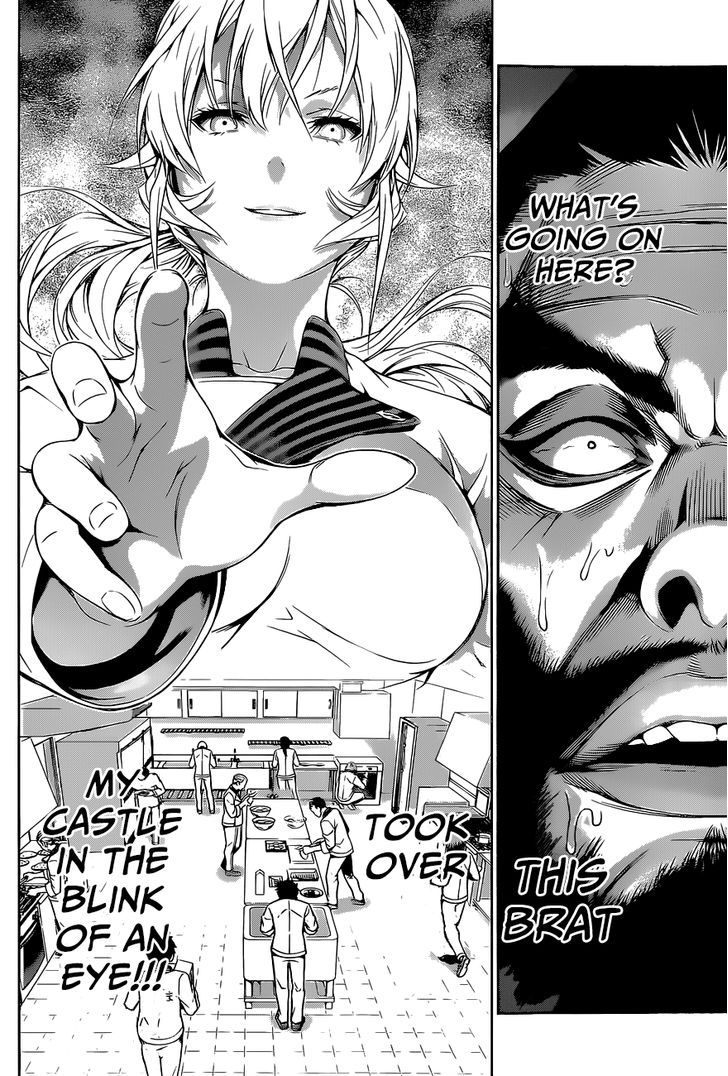 WHAT'S
GOING ON
HERE?
THIS
BRAT
TOOK
OVER
MY
CASTLE
IN THE
BLINK
OF AN
EYE!!!